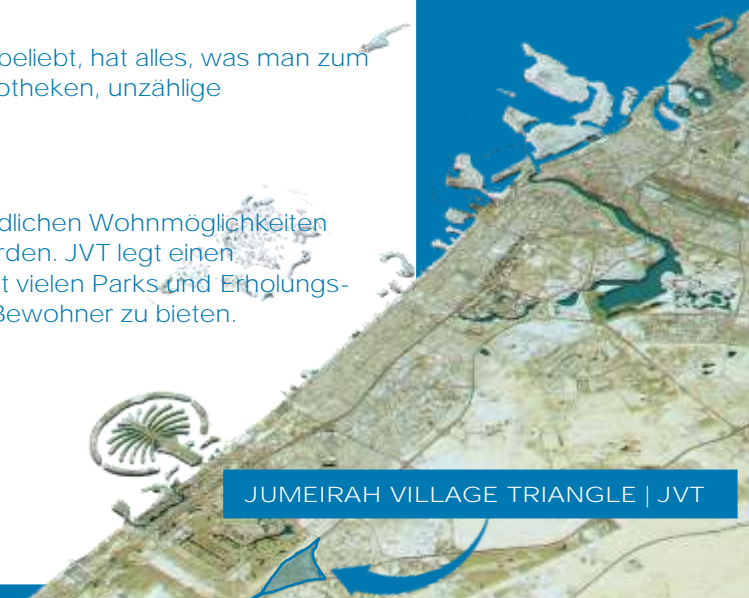 beliebt, hat alles, was man zum
otheken, unzählige
dlichen Wohnmöglichkeiten
rden. JVT legt einen
t vielen Parks und Erholungs-
Bewohner zu bieten.
JUMEIRAH VILLAGE TRIANGLE | JVT